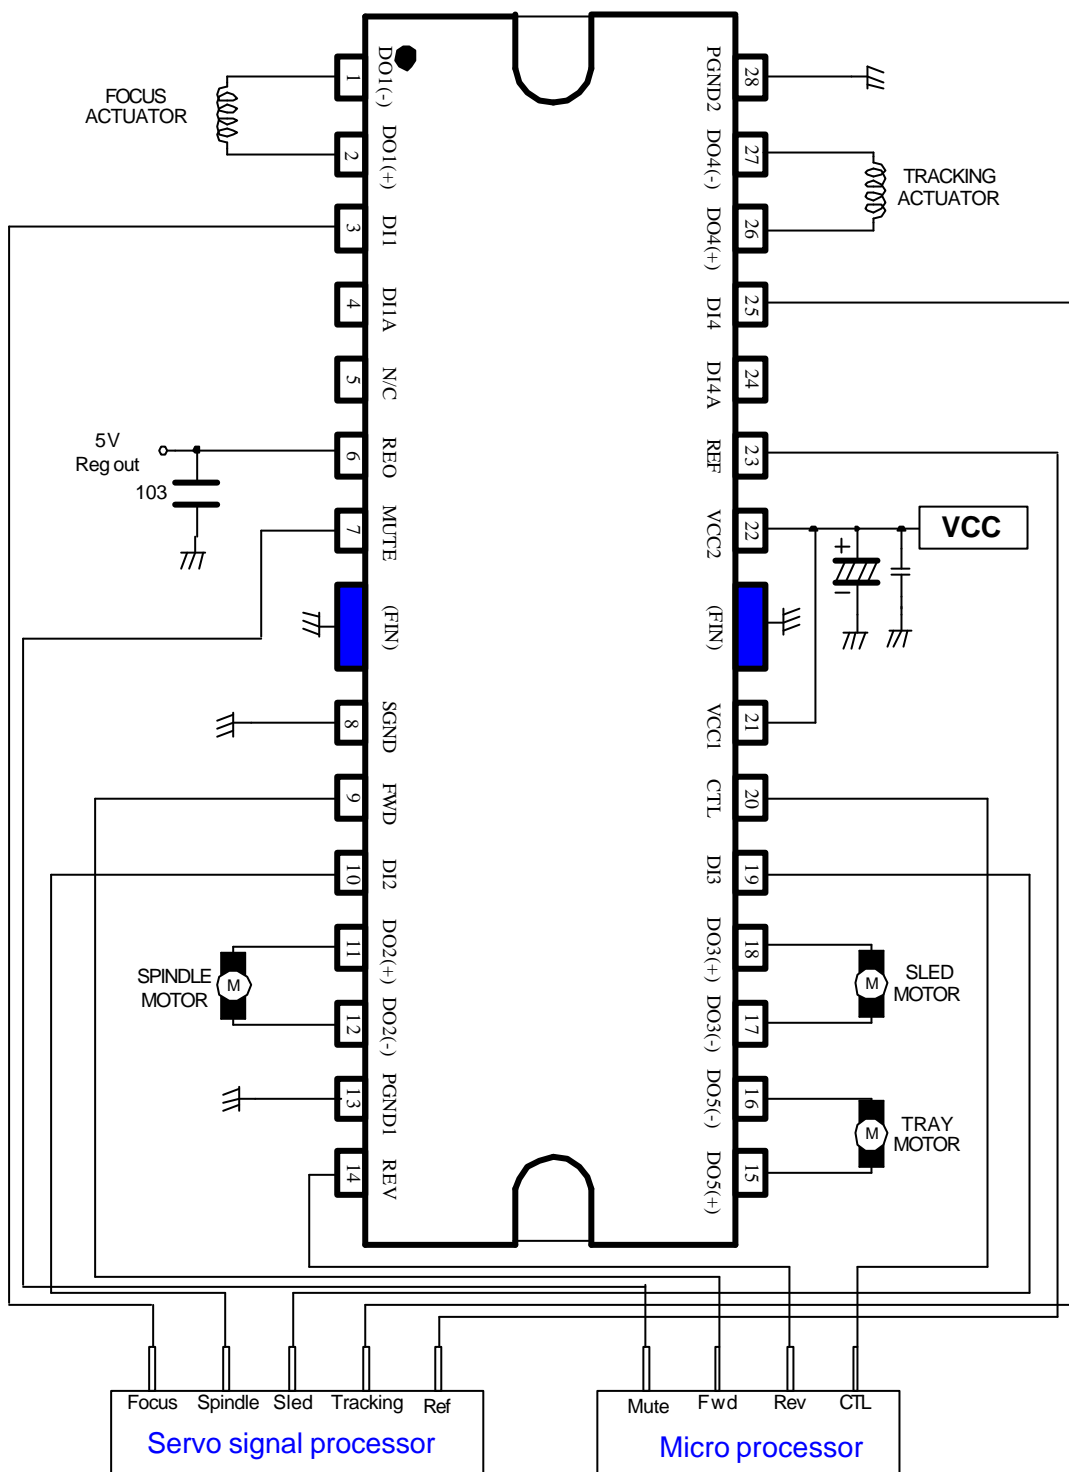 FOCUS
ACTUATOR
1
DO1(-)
2
DO1(+)
3
DI1
4
DI1A
5
N/C
5V
Reg out
103
6
REO
7
MUTE
(FIN)
8
SGND
9
FWD
10
DI2
SPINDLE
MOTOR
M
11
DO2(+)
12
DO2(-)
13
PGND1
14
REV
PGND2
28
DO4(-)
27
TRACKING
ACTUATOR
DO4(+)
26
DI4
25
DI4A
24
REF
23
VCC2
22
VCC
+
−
(FIN)
VCC1
21
CTL
20
DI3
19
DO3(+)
18
M
SLED
MOTOR
DO3(-)
17
DO5(-)
16
M
TRAY
MOTOR
DO5(+)
15
Focus Spindle Sled Tracking Ref
Servo signal processor
Mute Fwd Rev CTL
Micro processor